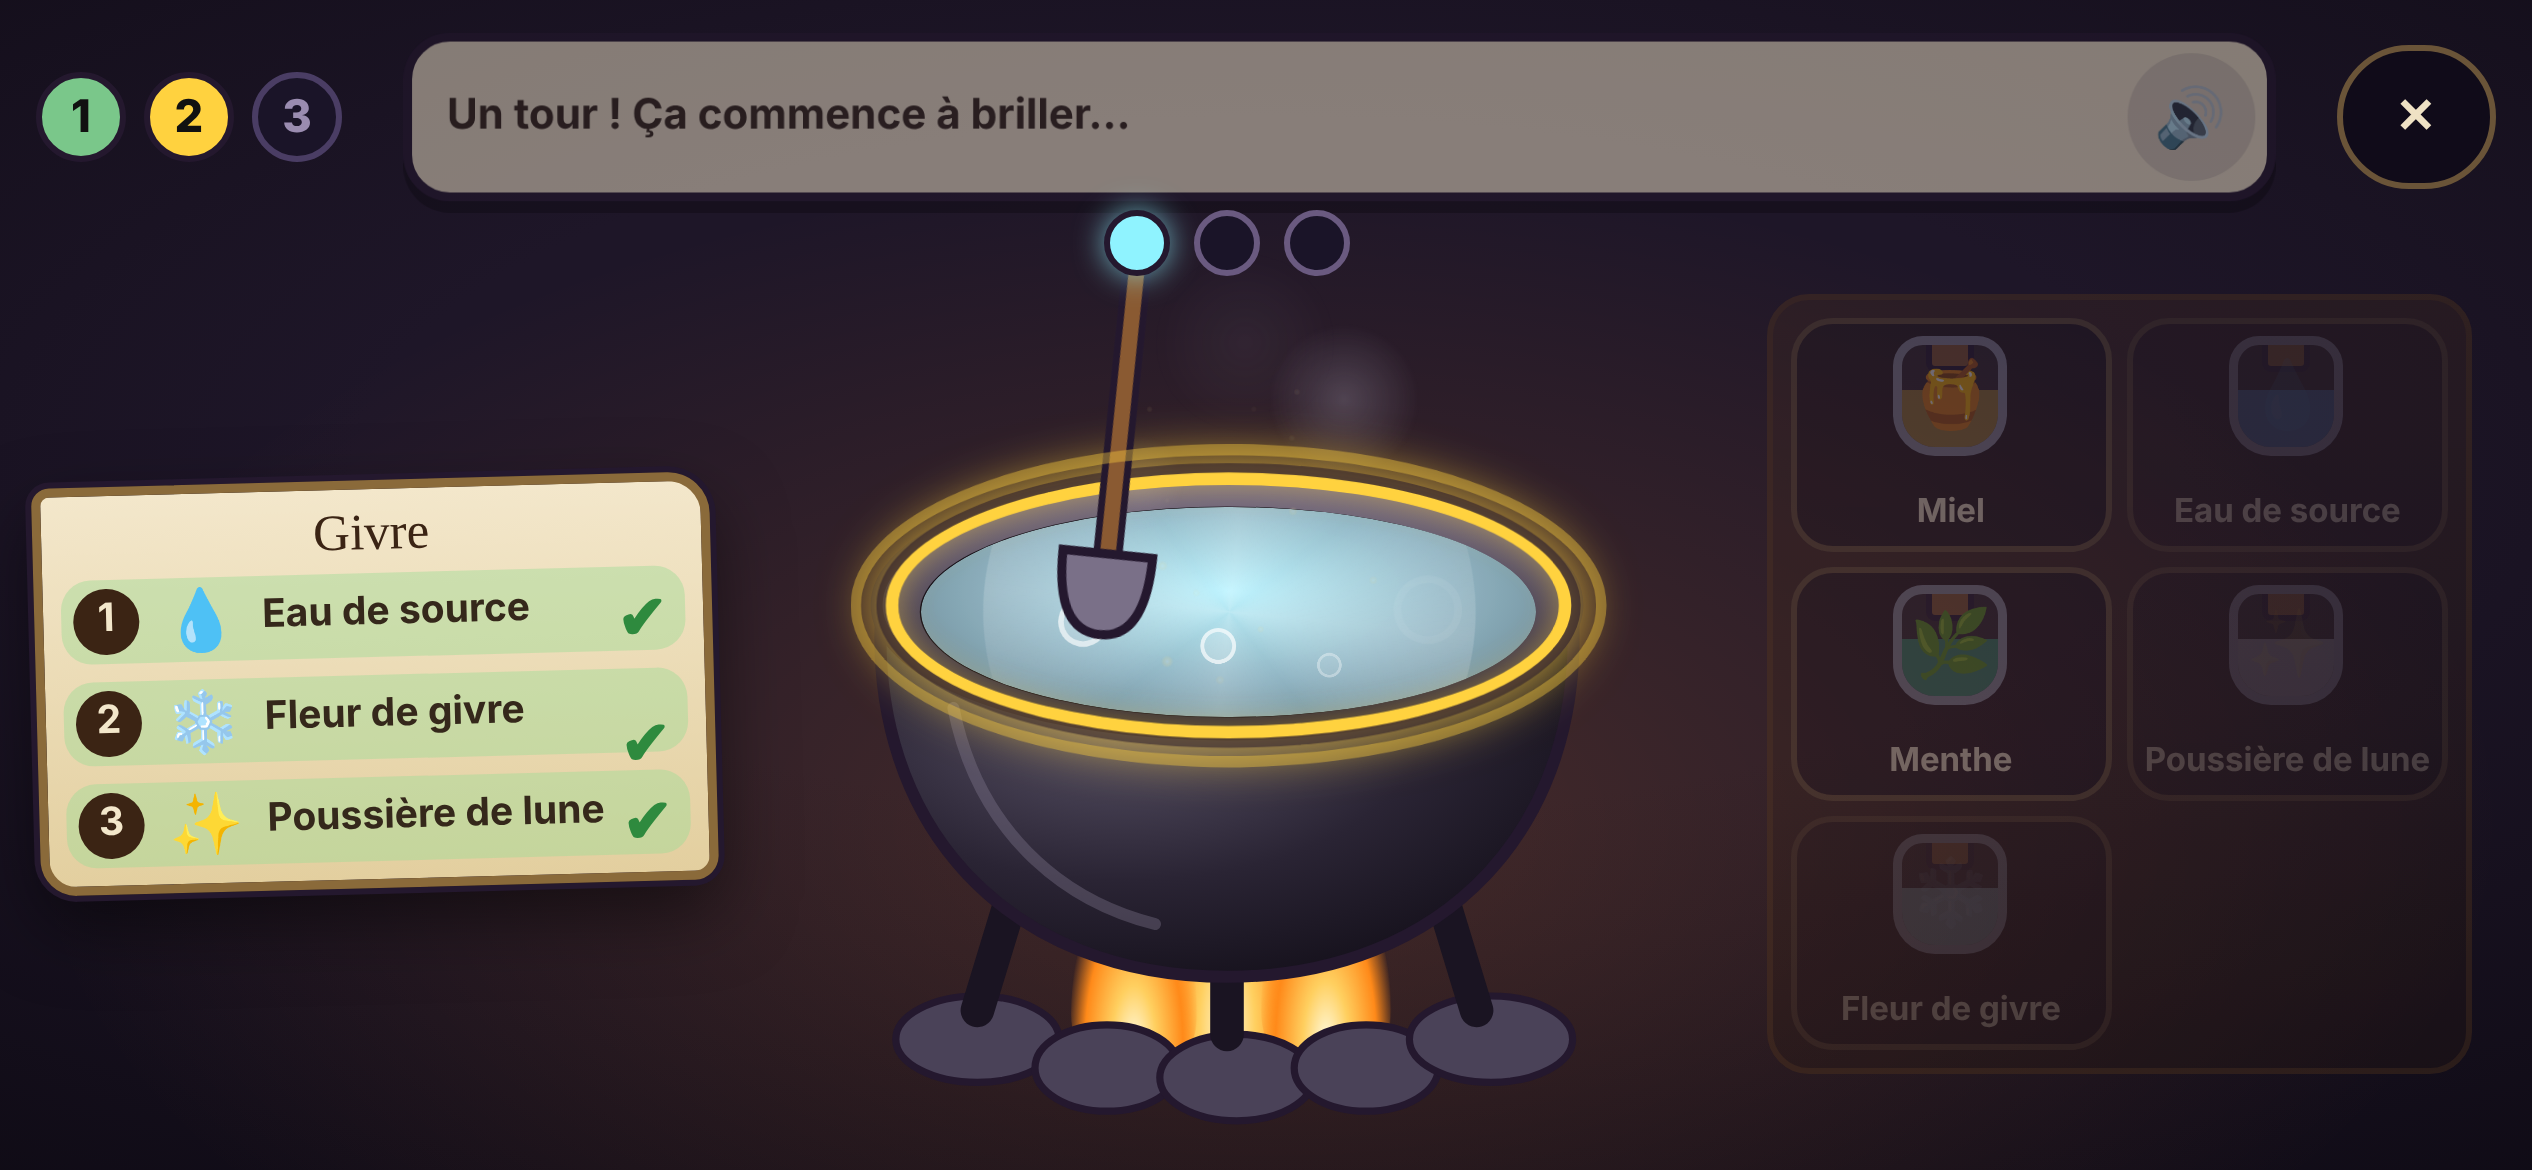 1 2 3
Un tour ! Ça commence à briller...
×
Givre
1 Eau de source ✔
2 Fleur de givre ✔
3 Poussière de lune ✔
Miel
Eau de source
Menthe
Poussière de lune
Fleur de givre